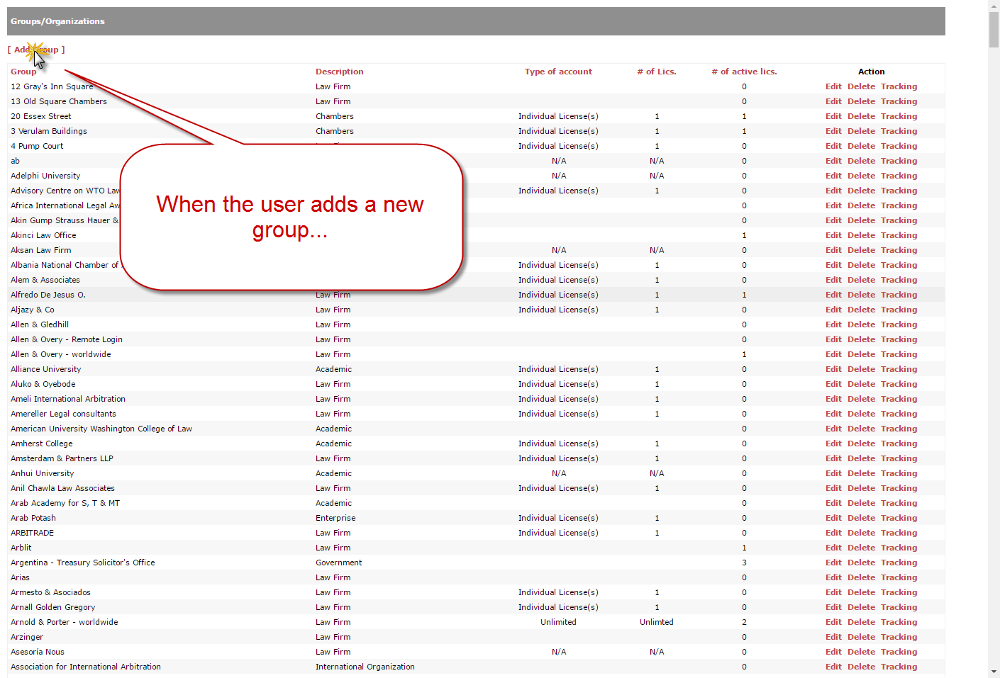 Groups/Organizations
[ Add Group ]
Group Description Type of account # of Lics. # of active lics. Action
12 Gray's Inn Square Law Firm 0 Edit Delete Tracking
13 Old Square Chambers Law Firm 0 Edit Delete Tracking
20 Essex Street Chambers Individual License(s) 1 1 Edit Delete Tracking
3 Verulam Buildings Chambers Individual License(s) 1 1 Edit Delete Tracking
4 Pump Court Individual License(s) 1 0 Edit Delete Tracking
ab N/A N/A 0 Edit Delete Tracking
Adelphi University N/A N/A 0 Edit Delete Tracking
Advisory Centre on WTO Law Individual License(s) 1 0 Edit Delete Tracking
Africa International Legal Aw 0 Edit Delete Tracking
Akin Gump Strauss Hauer & 0 Edit Delete Tracking
Akinci Law Office 1 Edit Delete Tracking
Aksan Law Firm N/A N/A 0 Edit Delete Tracking
Albania National Chamber of Individual License(s) 1 0 Edit Delete Tracking
Alem & Associates Individual License(s) 1 0 Edit Delete Tracking
When the user adds a new
group...
Alfredo De Jesus O. Law Firm Individual License(s) 1 1 Edit Delete Tracking
Aljazy & Co Law Firm Individual License(s) 1 0 Edit Delete Tracking
Allen & Gledhill Law Firm 0 Edit Delete Tracking
Allen & Overy - Remote Login Law Firm 0 Edit Delete Tracking
Allen & Overy - worldwide Law Firm 1 Edit Delete Tracking
Alliance University Academic Individual License(s) 1 0 Edit Delete Tracking
Aluko & Oyebode Law Firm Individual License(s) 1 0 Edit Delete Tracking
Ameli International Arbitration Law Firm Individual License(s) 1 0 Edit Delete Tracking
Amereller Legal consultants Law Firm Individual License(s) 1 0 Edit Delete Tracking
American University Washington College of Law Academic 0 Edit Delete Tracking
Amherst College Academic Individual License(s) 1 0 Edit Delete Tracking
Amsterdam & Partners LLP Law Firm Individual License(s) 1 0 Edit Delete Tracking
Anhui University Academic N/A N/A 0 Edit Delete Tracking
Anil Chawla Law Associates Law Firm Individual License(s) 1 0 Edit Delete Tracking
Arab Academy for S, T & MT Academic 0 Edit Delete Tracking
Arab Potash Enterprise Individual License(s) 1 0 Edit Delete Tracking
ARBITRADE Law Firm Individual License(s) 1 0 Edit Delete Tracking
Arblit Law Firm 1 Edit Delete Tracking
Argentina - Treasury Solicitor's Office Government 3 Edit Delete Tracking
Arias Law Firm 0 Edit Delete Tracking
Armesto & Asociados Law Firm Individual License(s) 1 0 Edit Delete Tracking
Arnall Golden Gregory Law Firm Individual License(s) 1 0 Edit Delete Tracking
Arnold & Porter - worldwide Law Firm Unlimited Unlimted 2 Edit Delete Tracking
Arzinger Law Firm 0 Edit Delete Tracking
Asesoría Nous Law Firm N/A N/A 0 Edit Delete Tracking
Association for International Arbitration International Organization 0 Edit Delete Tracking